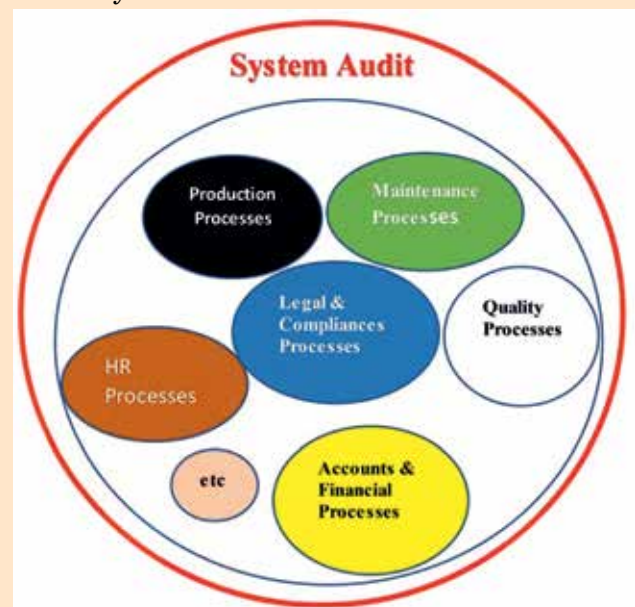 System Audit
Production
Processes
Maintenance
Processes
Legal &
Compliances
Processes
Quality
Processes
HR
Processes
etc
Accounts &
Financial
Processes